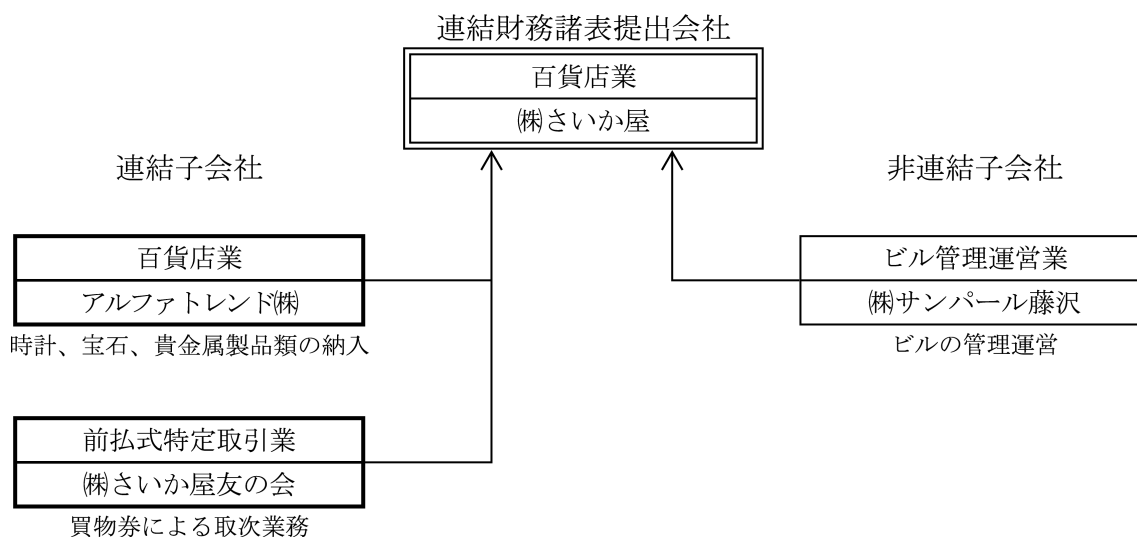 連結財務諸表提出会社
百貨店業
㈱さいか屋
連結子会社
非連結子会社
百貨店業
アルファトレンド㈱
時計、宝石、貴金属製品類の納入
ビル管理運営業
㈱サンパール藤沢
ビルの管理運営
前払式特定取引業
㈱さいか屋友の会
買物券による取次業務